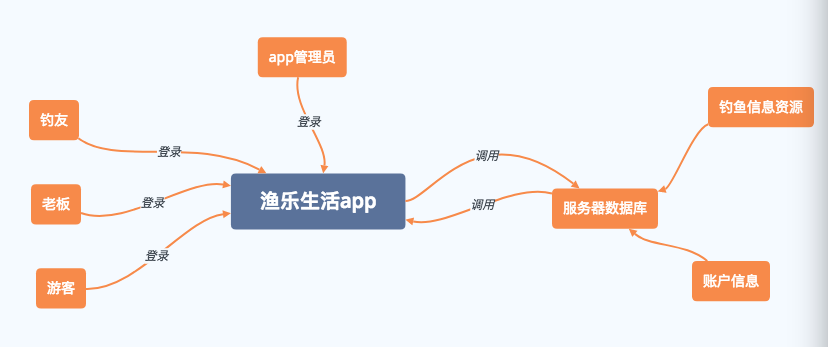 app管理员
钓友
钓鱼信息资源
登录
登录
调用
老板
登录
渔乐生活app
调用
服务器数据库
登录
游客
账户信息